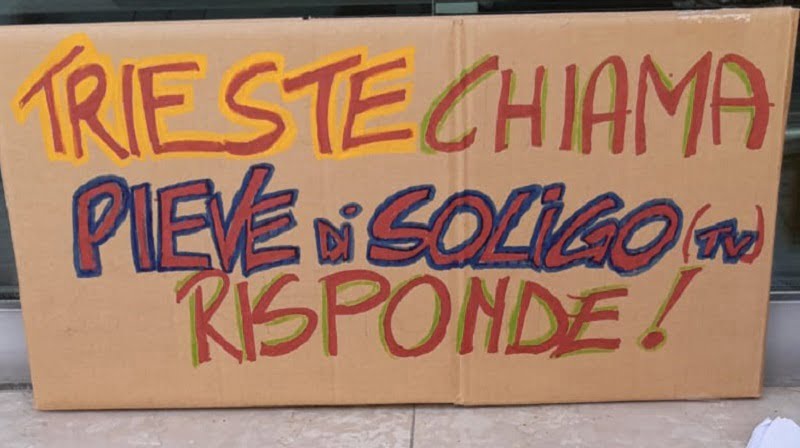 TRIESTE CHIAMA
PIEVE Di SOLiGO (TV)
RISPONDE!